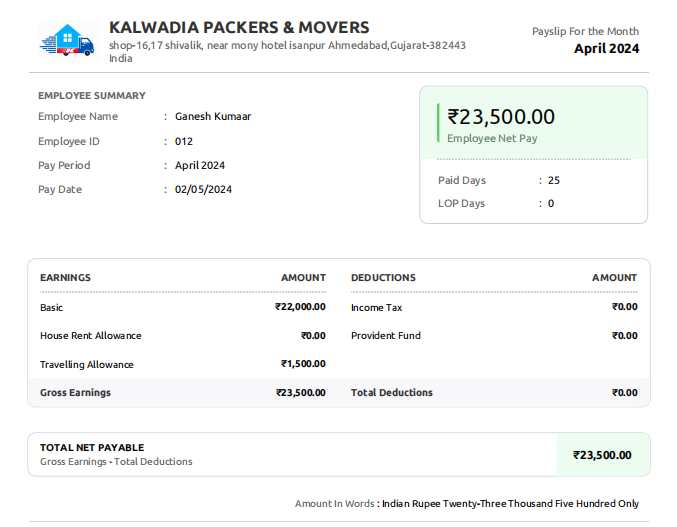 KALWADIA PACKERS & MOVERS
shop-16,17 shivalik, near mony hotel isanpur Ahmedabad,Gujarat-382443
India
Payslip For the Month
April 2024
EMPLOYEE SUMMARY
Employee Name : Ganesh Kumaar
Employee ID : 012
Pay Period : April 2024
Pay Date : 02/05/2024
₹23,500.00
Employee Net Pay
Paid Days : 25
LOP Days : 0
EARNINGS AMOUNT DEDUCTIONS AMOUNT
Basic ₹22,000.00 Income Tax ₹0.00
House Rent Allowance ₹0.00 Provident Fund ₹0.00
Travelling Allowance ₹1,500.00
Gross Earnings ₹23,500.00 Total Deductions ₹0.00
TOTAL NET PAYABLE
Gross Earnings - Total Deductions
₹23,500.00
Amount In Words : Indian Rupee Twenty-Three Thousand Five Hundred Only